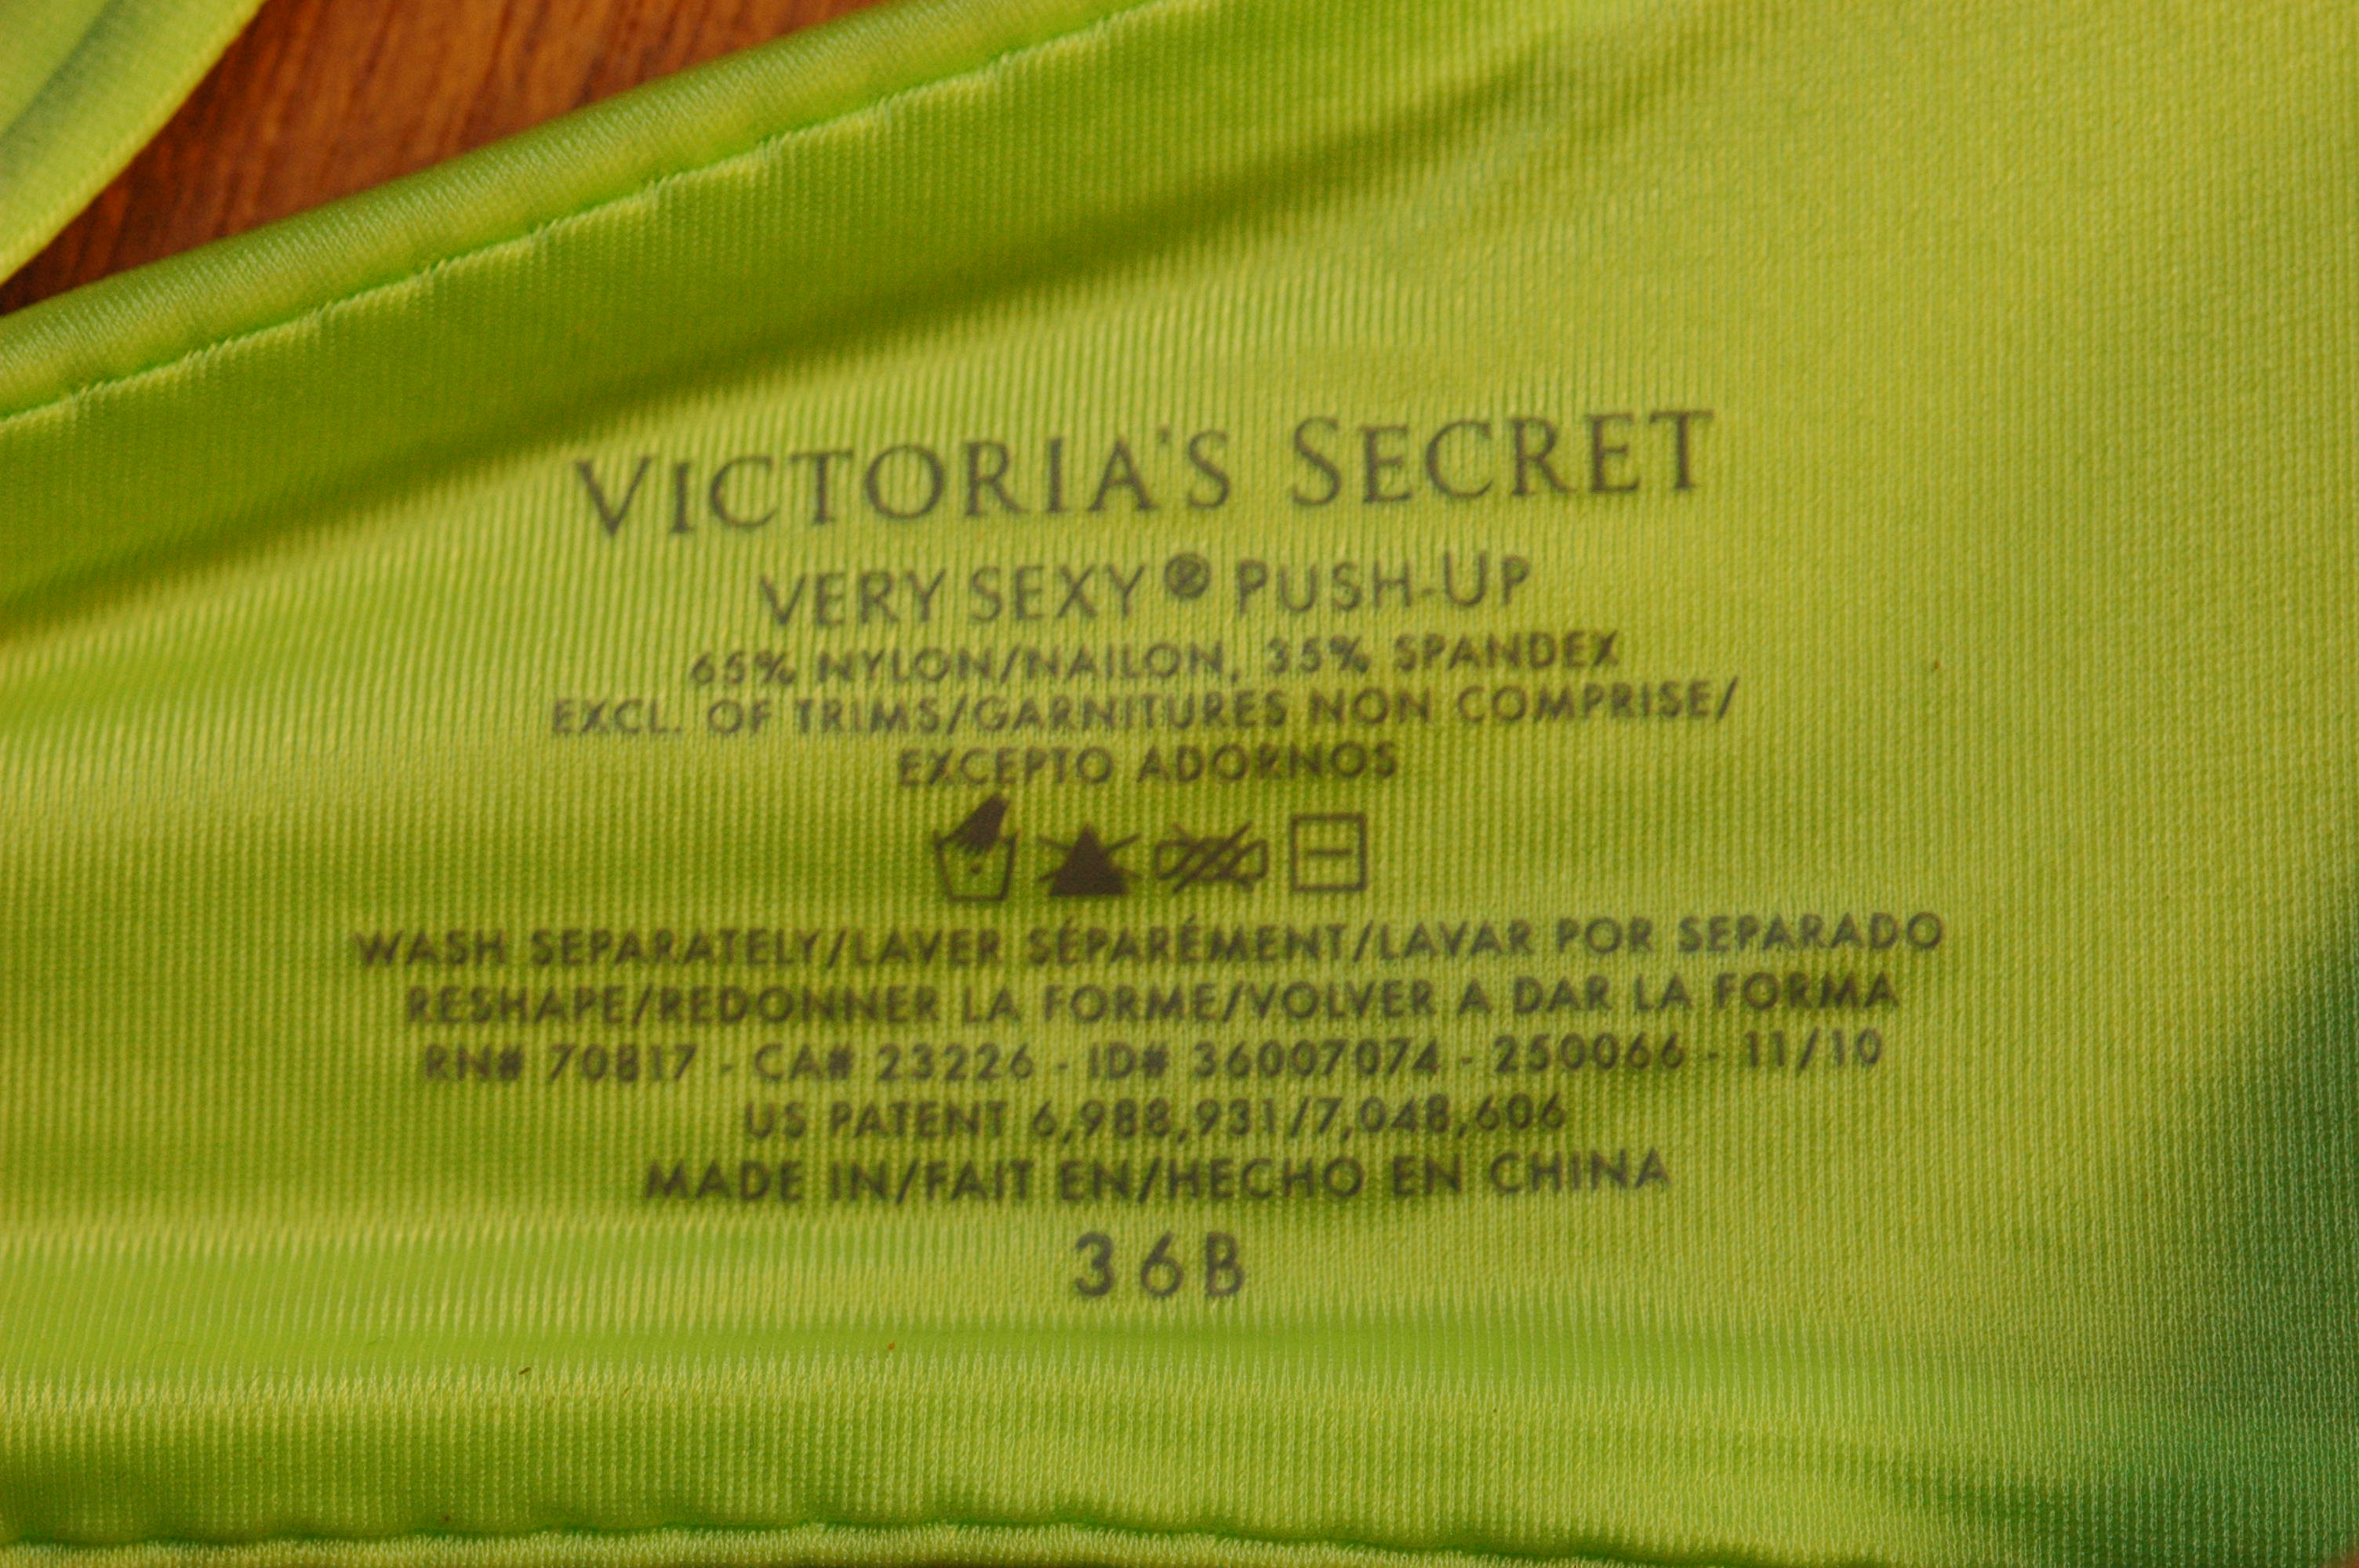 VICTORIA'S SECRET
VERY SEXY® PUSH-UP
65% NYLON/NAILON, 35% SPANDEX
EXCL. OF TRIMS/GARNITURES NON COMPRISE/
EXCEPTO ADORNOS
WASH SEPARATELY/LAVER SÉPARÉMENT/LAVAR POR SEPARADO
RESHAPE/REDONNER LA FORME/VOLVER A DAR LA FORMA
RN# 70817 - CA# 23226 - ID# 36007074 - 250066 - 11/10
US PATENT 6,988,931/7,048,606
MADE IN/FAIT EN/HECHO EN CHINA
36B